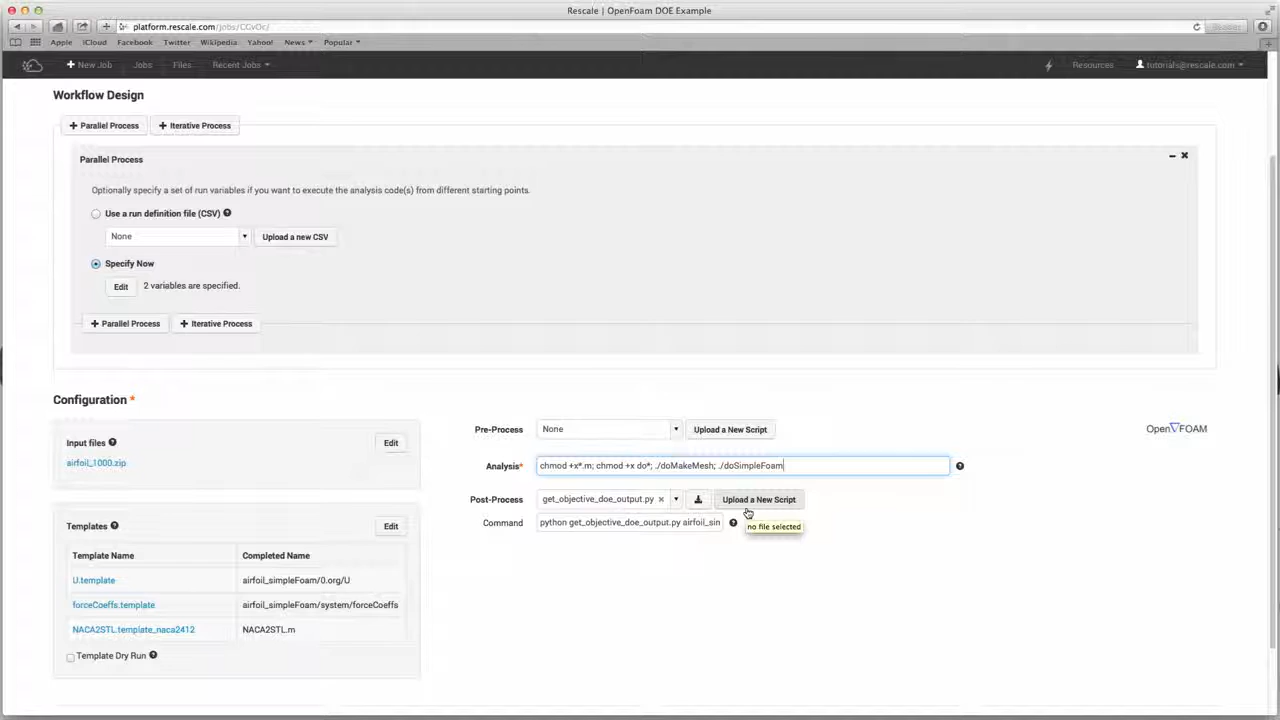 Rescale | OpenFoam DOE Example
platform.rescale.com/jobs/CGvOc/
Apple iCloud Facebook Twitter Wikipedia Yahoo! News Popular
+ New Job Jobs Files Recent Jobs Resources tutorials@rescale.com
Workflow Design
+ Parallel Process + Iterative Process
Parallel Process
Optionally specify a set of run variables if you want to execute the analysis code(s) from different starting points.
Use a run definition file (CSV) ?
None Upload a new CSV
Specify Now
Edit 2 variables are specified.
+ Parallel Process + Iterative Process
Configuration *
Input files ? Edit
airfoil_1000.zip
Templates ? Edit
Template Name Completed Name
U.template airfoil_simpleFoam/0.org/U
forceCoeffs.template airfoil_simpleFoam/system/forceCoeffs
NACA2STL.template_naca2412 NACA2STL.m
Template Dry Run ?
Pre-Process None Upload a New Script
OpenFOAM
Analysis* chmod +x*.m; chmod +x do*; ./doMakeMesh; ./doSimpleFoam ?
Post-Process get_objective_doe_output.py × Upload a New Script
Command python get_objective_doe_output.py airfoil_sin ?
no file selected